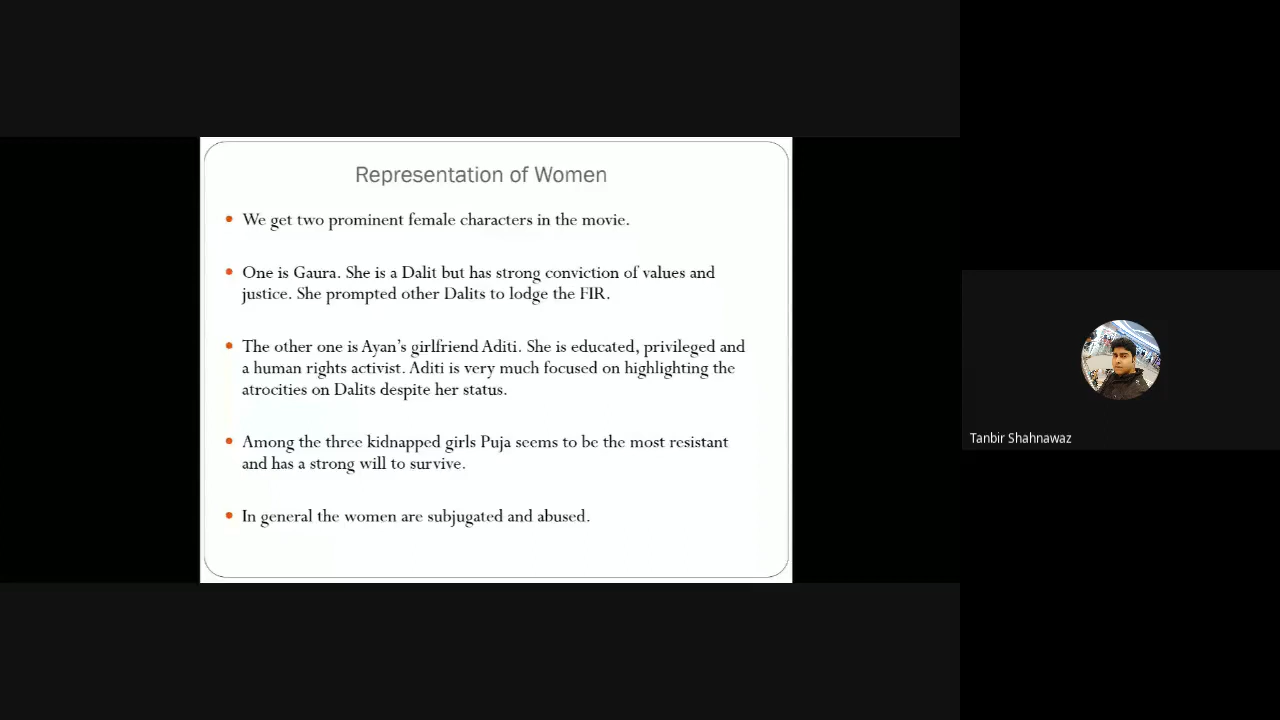 Representation of Women
• We get two prominent female characters in the movie.
• One is Gaura. She is a Dalit but has strong conviction of values and
justice. She prompted other Dalits to lodge the FIR.
• The other one is Ayan's girlfriend Aditi. She is educated, privileged and
a human rights activist. Aditi is very much focused on highlighting the
atrocities on Dalits despite her status.
• Among the three kidnapped girls Puja seems to be the most resistant
and has a strong will to survive.
• In general the women are subjugated and abused.
Tanbir Shahnawaz